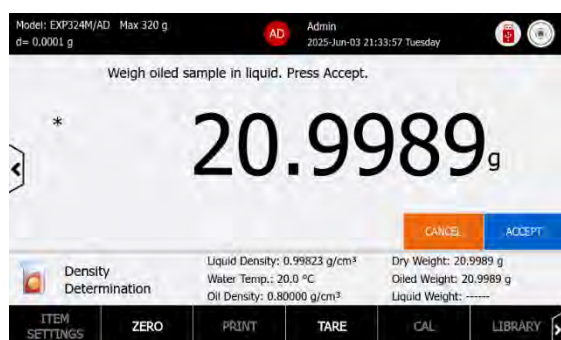 Model: EXP324M/AD Max 320 g
d= 0.0001 g
AD
Admin
2025-Jun-03 21:33:57 Tuesday
Weigh oiled sample in liquid. Press Accept.
*
20.9989 g
CANCEL
ACCEPT
Density
Determination
Liquid Density: 0.99823 g/cm³
Water Temp.: 20.0 °C
Oil Density: 0.80000 g/cm³
Dry Weight: 20.9989 g
Oiled Weight: 20.9989 g
Liquid Weight: ------
ITEM
SETTINGS
ZERO
PRINT
TARE
CAL
LIBRARY